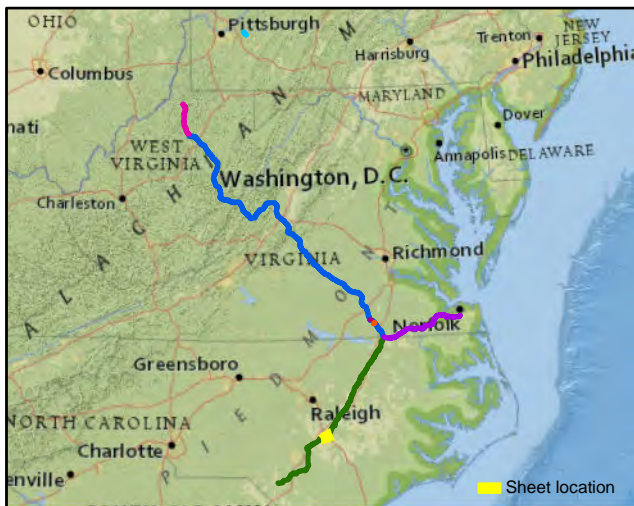 OHIO
Pittsburgh
NEW
JERSEY
Trenton
Harrisburg
Philadelphia
Columbus
MARYLAND
Dover
nati
WEST
VIRGINIA
Annapolis
DELAWARE
Washington, D.C.
Charleston
A L A C H I A N M
Richmond
VIRGINIA
Norfolk
Greensboro
P I E D M O N T
Raleigh
NORTH CAROLINA
Charlotte
enville
Sheet location